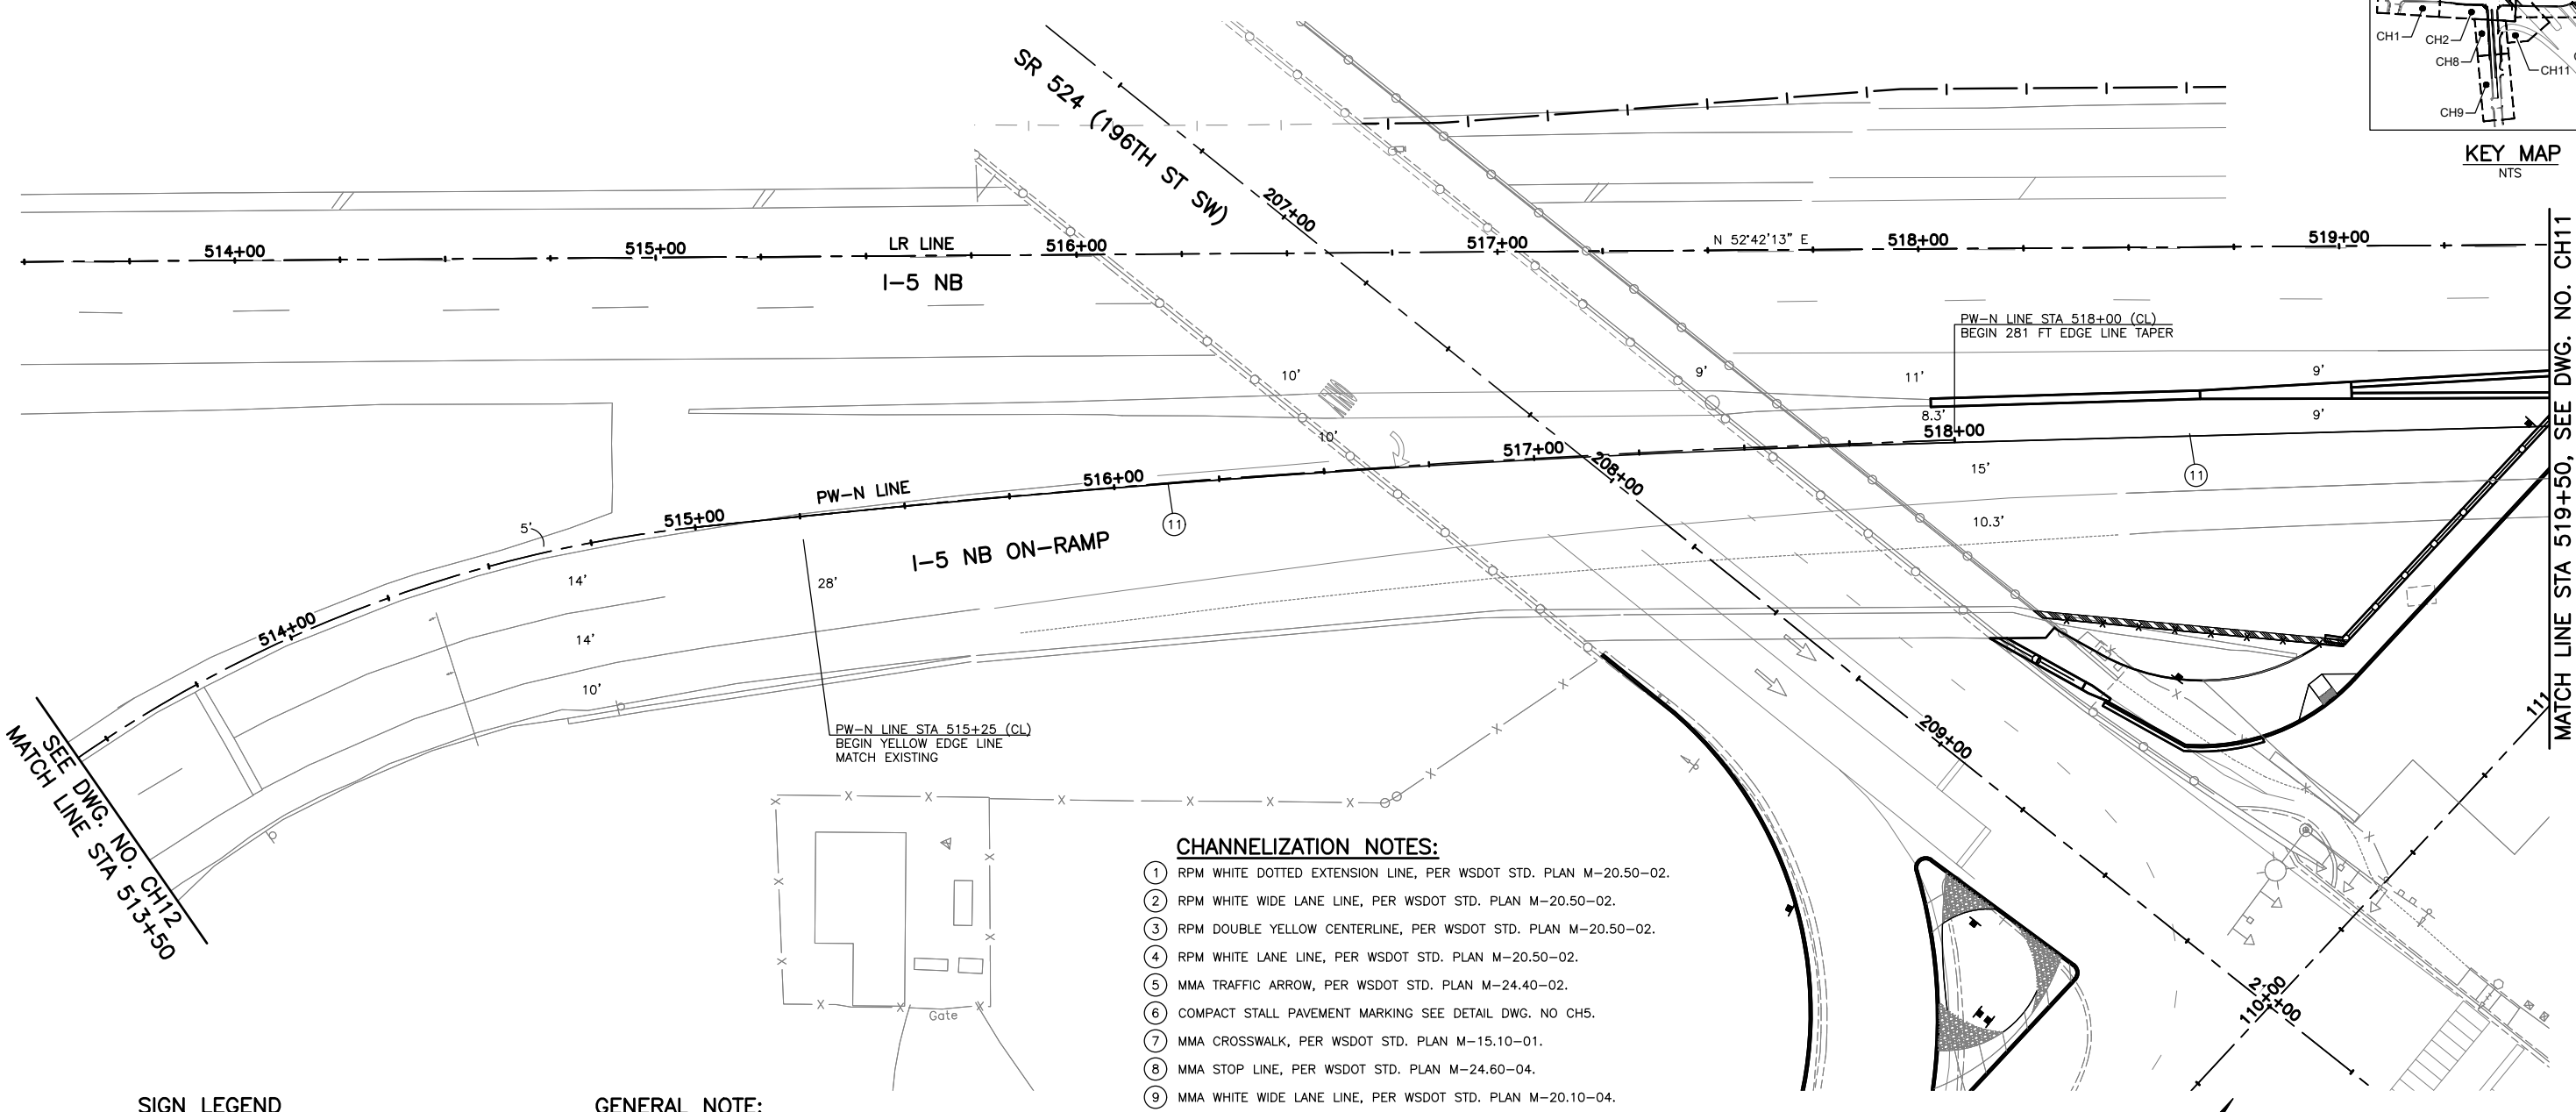 CH1
CH2
CH8
CH11
CH9
KEY MAP
NTS
SR 524 (196TH ST SW)
207+00
514+00
515+00
LR LINE
516+00
517+00
N 52°42'13" E
518+00
519+00
I-5 NB
PW-N LINE STA 518+00 (CL)
BEGIN 281 FT EDGE LINE TAPER
10'
9'
11'
9'
8.3'
9'
10'
517+00
518+00
208+00
15'
11
PW-N LINE
516+00
515+00
11
10.3'
5'
I-5 NB ON-RAMP
14'
28'
514+00
14'
10'
PW-N LINE STA 515+25 (CL)
BEGIN YELLOW EDGE LINE
MATCH EXISTING
SEE DWG. NO. CH12
MATCH LINE STA 513+50
MATCH LINE STA 519+50, SEE DWG. NO. CH11
111
209+00
110+00
Gate
CHANNELIZATION NOTES:
1 RPM WHITE DOTTED EXTENSION LINE, PER WSDOT STD. PLAN M-20.50-02.
2 RPM WHITE WIDE LANE LINE, PER WSDOT STD. PLAN M-20.50-02.
3 RPM DOUBLE YELLOW CENTERLINE, PER WSDOT STD. PLAN M-20.50-02.
4 RPM WHITE LANE LINE, PER WSDOT STD. PLAN M-20.50-02.
5 MMA TRAFFIC ARROW, PER WSDOT STD. PLAN M-24.40-02.
6 COMPACT STALL PAVEMENT MARKING SEE DETAIL DWG. NO CH5.
7 MMA CROSSWALK, PER WSDOT STD. PLAN M-15.10-01.
8 MMA STOP LINE, PER WSDOT STD. PLAN M-24.60-04.
9 MMA WHITE WIDE LANE LINE, PER WSDOT STD. PLAN M-20.10-04.
SIGN LEGEND
GENERAL NOTE: